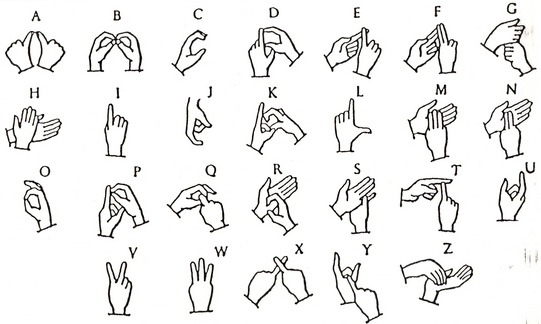 A B C D E F G
H I J K L M N
O P Q R S T U
V W X Y Z